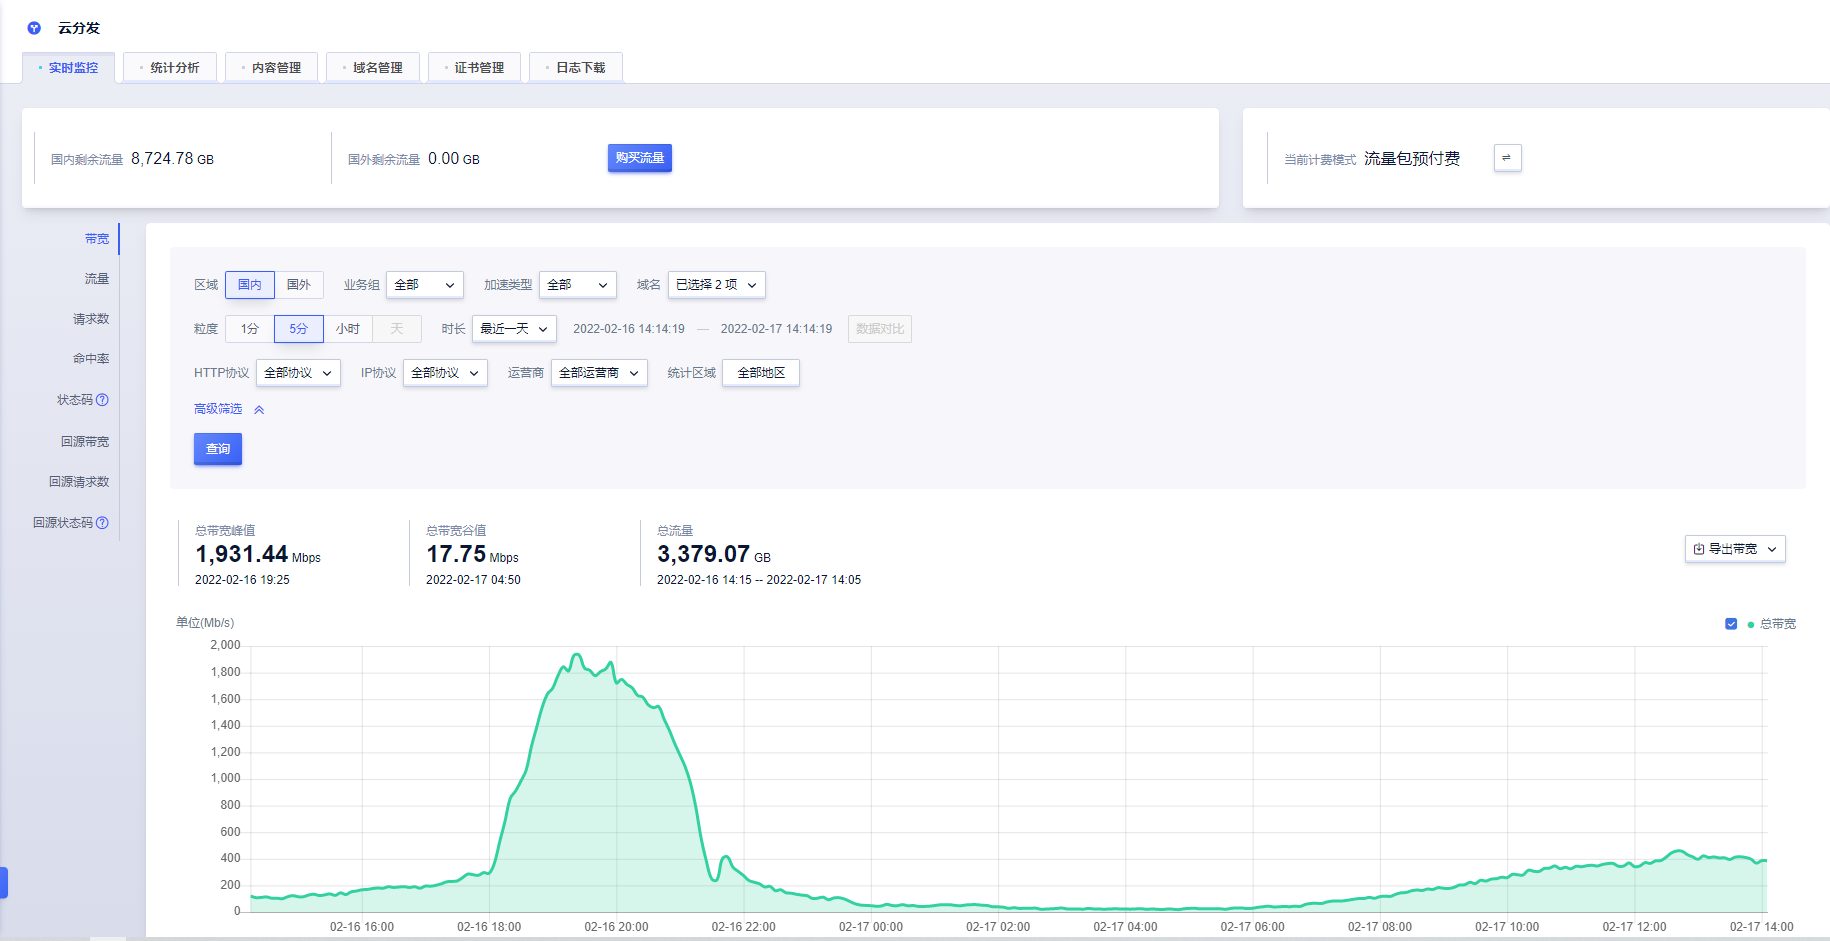 云分发
实时监控 统计分析 内容管理 域名管理 证书管理 日志下载
国内剩余流量 8,724.78 GB 国外剩余流量 0.00 GB 购买流量 当前计费模式 流量包预付费
带宽
流量
请求数
命中率
状态码
回源带宽
回源请求数
回源状态码
区域 国内 国外 业务组 全部 加速类型 全部 域名 已选择 2 项
粒度 1分 5分 小时 天 时长 最近一天 2022-02-16 14:14:19 — 2022-02-17 14:14:19 数据对比
HTTP协议 全部协议 IP协议 全部协议 运营商 全部运营商 统计区域 全部地区
高级筛选
查询
总带宽峰值 总带宽谷值 总流量
1,931.44 Mbps 17.75 Mbps 3,379.07 GB 导出带宽
2022-02-16 19:25 2022-02-17 04:50 2022-02-16 14:15 -- 2022-02-17 14:05
单位(Mb/s) 总带宽
2,000
1,800
1,600
1,400
1,200
1,000
800
600
400
200
0
02-16 16:00 02-16 18:00 02-16 20:00 02-16 22:00 02-17 00:00 02-17 02:00 02-17 04:00 02-17 06:00 02-17 08:00 02-17 10:00 02-17 12:00 02-17 14:00